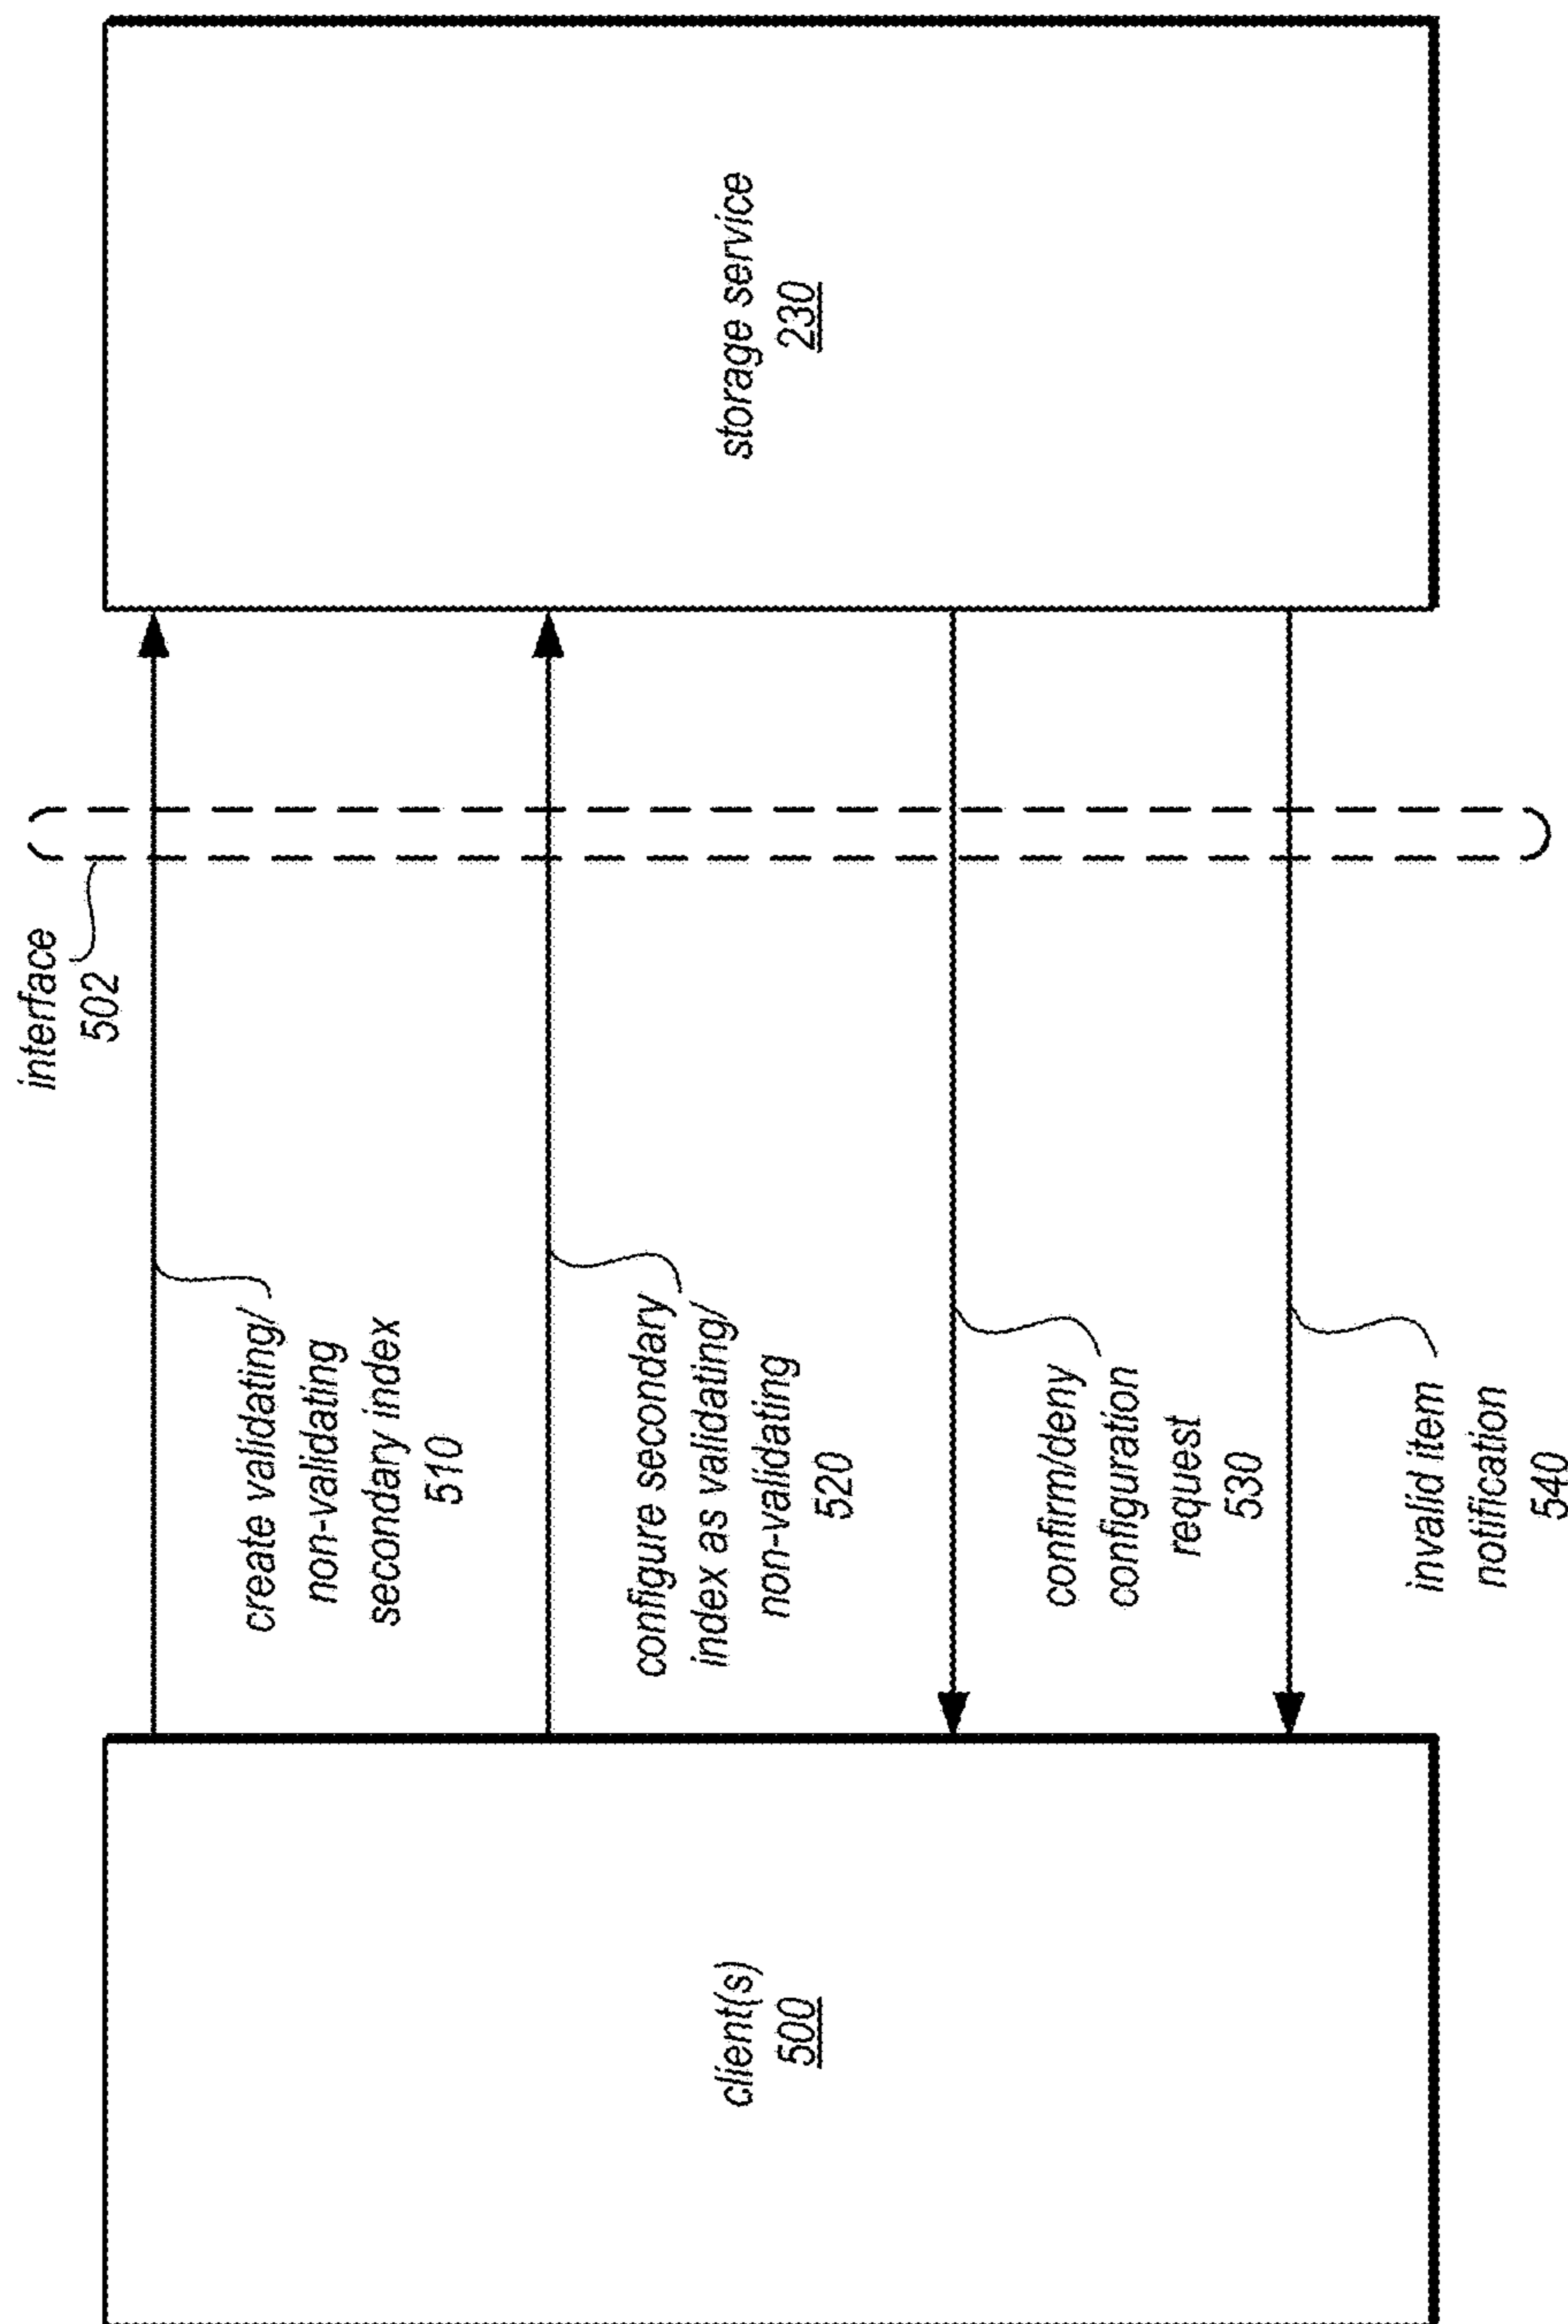 interface
502
create validating/
non-validating
secondary index
510
configure secondary
index as validating/
non-validating
520
confirm/deny
configuration
request
530
invalid item
notification
540
client(s)
500
storage service
230